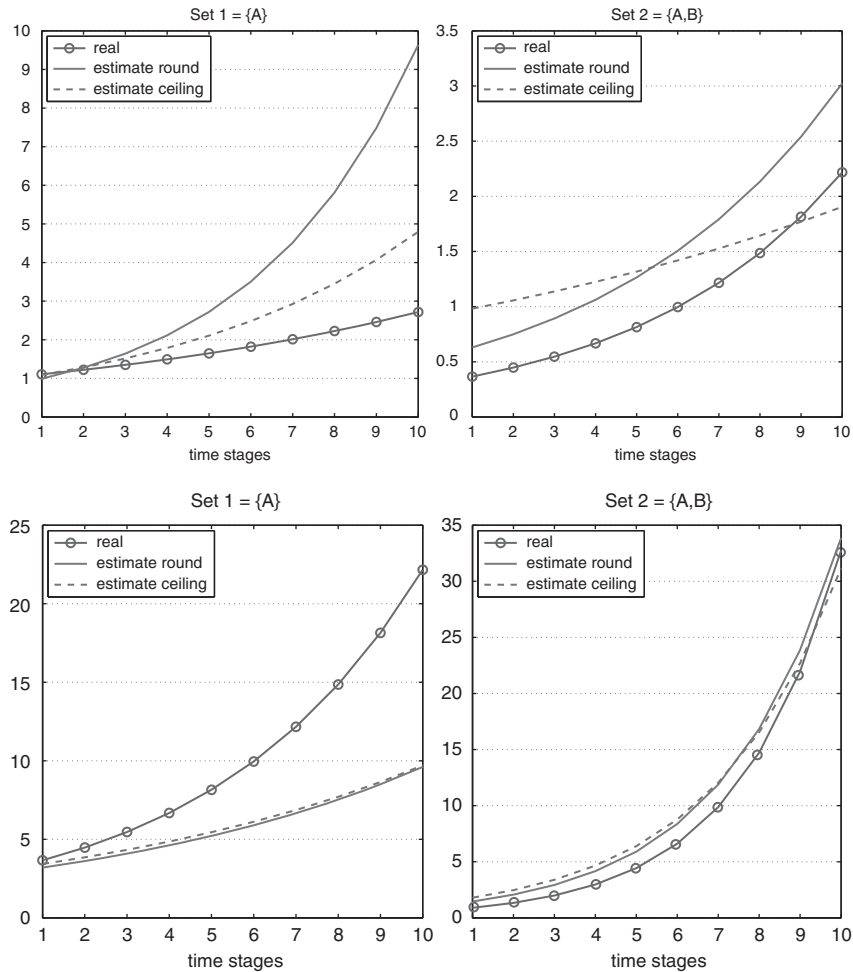 Set 1 = {A}
10
9
8
7
6
5
4
3
2
1
0
real
estimate round
estimate ceiling
1 2 3 4 5 6 7 8 9 10
time stages
Set 2 = {A,B}
3.5
3
2.5
2
1.5
1
0.5
0
real
estimate round
estimate ceiling
1 2 3 4 5 6 7 8 9 10
time stages
Set 1 = {A}
25
20
15
10
5
0
real
estimate round
estimate ceiling
1 2 3 4 5 6 7 8 9 10
time stages
Set 2 = {A,B}
35
30
25
20
15
10
5
0
real
estimate round
estimate ceiling
1 2 3 4 5 6 7 8 9 10
time stages